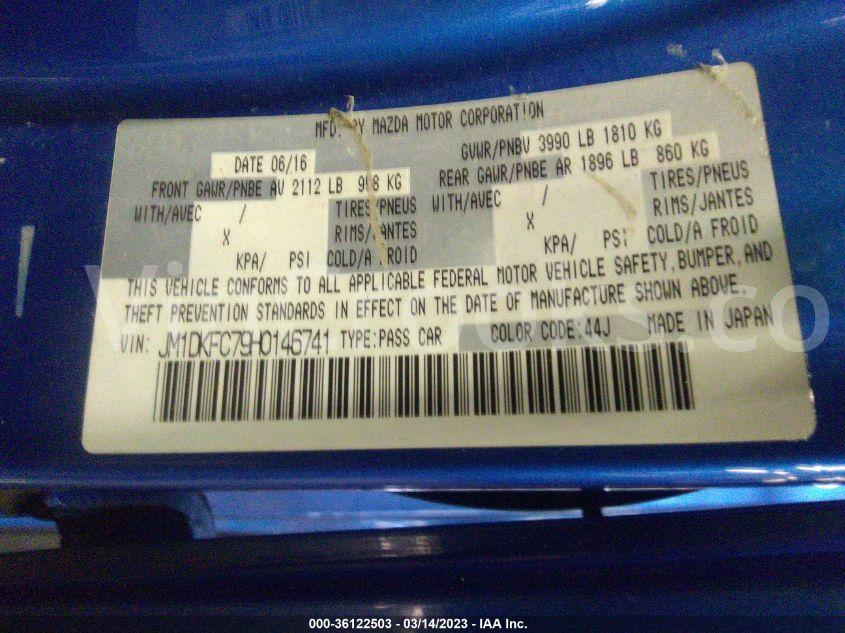 MFD. BY MAZDA MOTOR CORPORATION
DATE 06/16 GVWR/PNBV 3990 LB 1810 KG
FRONT GAWR/PNBE AV 2112 LB 958 KG REAR GAWR/PNBE AR 1896 LB 860 KG
WITH/AVEC / TIRES/PNEUS WITH/AVEC / TIRES/PNEUS
X RIMS/JANTES X RIMS/JANTES
KPA/ PSI COLD/A FROID KPA/ PSI COLD/A FROID
THIS VEHICLE CONFORMS TO ALL APPLICABLE FEDERAL MOTOR VEHICLE SAFETY, BUMPER, AND
THEFT PREVENTION STANDARDS IN EFFECT ON THE DATE OF MANUFACTURE SHOWN ABOVE.
VIN: JM1DKFC79H0146741 TYPE:PASS CAR COLOR CODE:44J MADE IN JAPAN
000-36122503 - 03/14/2023 - IAA Inc.